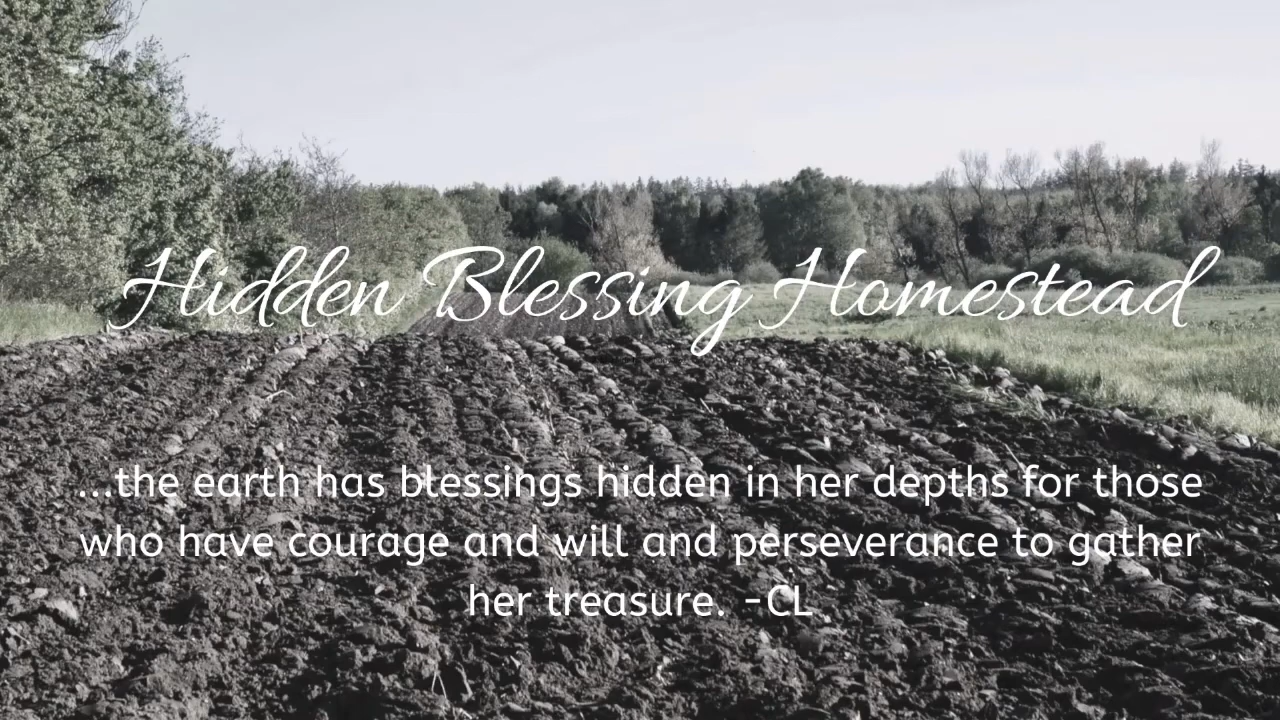 Hidden Blessing Homestead
...the earth has blessings hidden in her depths for those
who have courage and will and perseverance to gather
her treasure. -CL